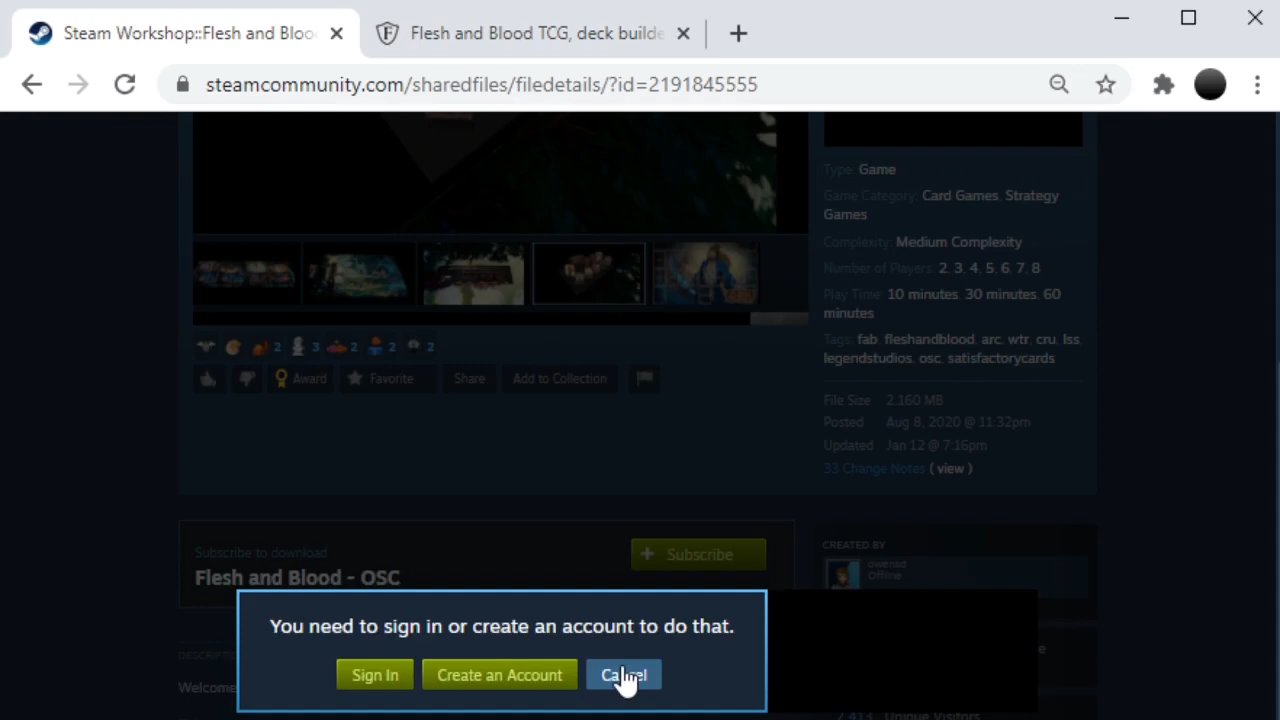 Steam Workshop::Flesh and Bloo
Flesh and Blood TCG, deck builde
steamcommunity.com/sharedfiles/filedetails/?id=2191845555
Type: Game
Game Category: Card Games, Strategy
Games
Complexity: Medium Complexity
Number of Players: 2, 3, 4, 5, 6, 7, 8
Play Time: 10 minutes, 30 minutes, 60
minutes
Tags: fab, fleshandblood, arc, wtr, cru, lss,
legendstudios, osc, satisfactorycards
2 3 2 2 2
Award Favorite Share Add to Collection
File Size 2.160 MB
Posted Aug 8, 2020 @ 11:32pm
Updated Jan 12 @ 7:16pm
33 Change Notes ( view )
Subscribe to download
Flesh and Blood - OSC
Subscribe
CREATED BY
Offline
You need to sign in or create an account to do that.
Sign In Create an Account
Welcome
2,413 Unique Visitors